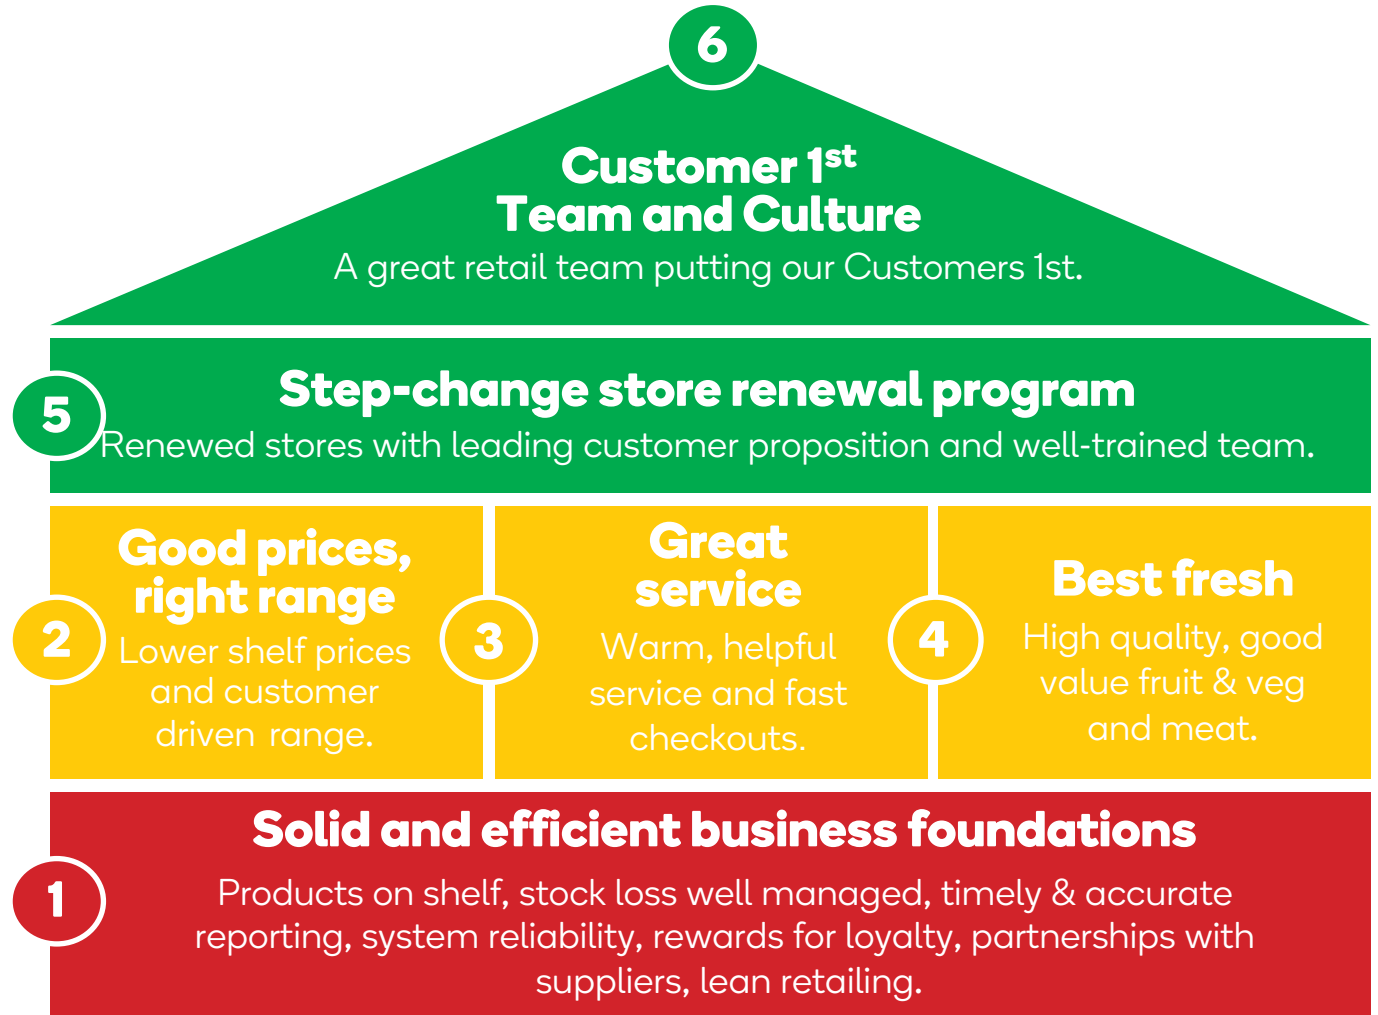 6
Customer 1st
Team and Culture
A great retail team putting our Customers 1st.
5
Step-change store renewal program
Renewed stores with leading customer proposition and well-trained team.
2
Good prices,
right range
Lower shelf prices
and customer
driven range.
3
Great
service
Warm, helpful
service and fast
checkouts.
4
Best fresh
High quality, good
value fruit & veg
and meat.
1
Solid and efficient business foundations
Products on shelf, stock loss well managed, timely & accurate
reporting, system reliability, rewards for loyalty, partnerships with
suppliers, lean retailing.